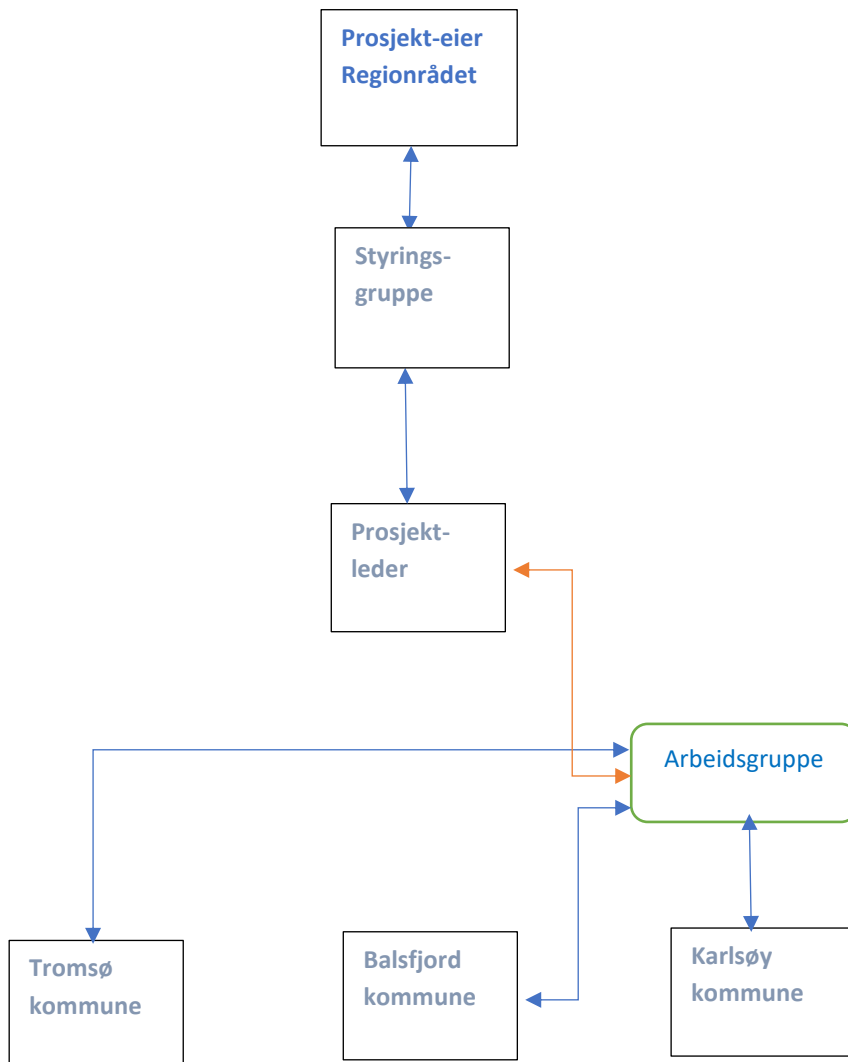 Prosjekt-eier
Regionrådet
Styrings-
gruppe
Prosjekt-
leder
Arbeidsgruppe
Tromsø
kommune
Balsfjord
kommune
Karlsøy
kommune